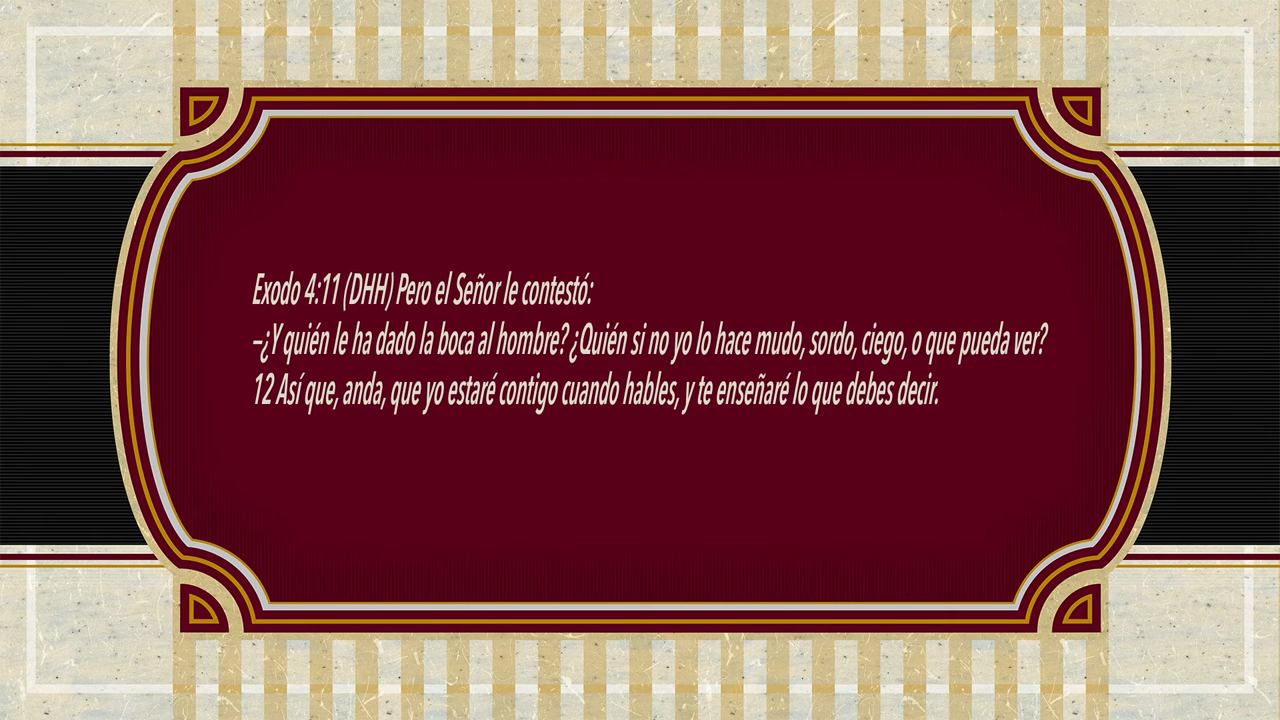 Exodo 4:11 (DHH) Pero el Señor le contestó:
–¿Y quién le ha dado la boca al hombre? ¿Quién si no yo lo hace mudo, sordo, ciego, o que pueda ver?
12 Así que, anda, que yo estaré contigo cuando hables, y te enseñaré lo que debes decir.